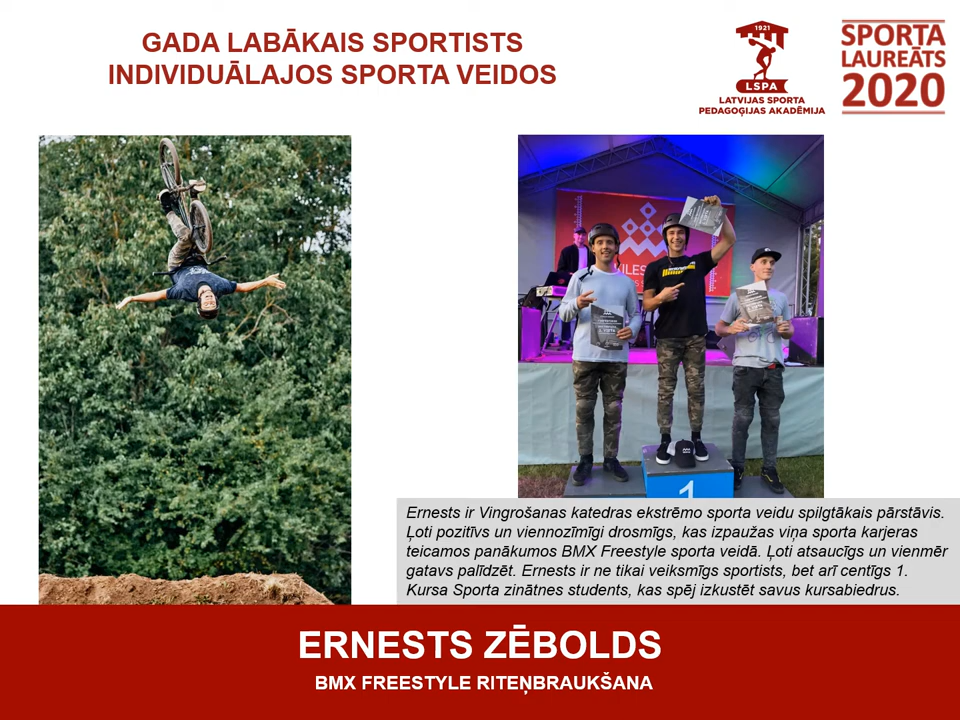 GADA LABĀKAIS SPORTISTS
INDIVIDUĀLAJOS SPORTA VEIDOS
1921
LSPA
LATVIJAS SPORTA
PEDAGOĢIJAS AKADĒMIJA
SPORTA
LAUREĀTS
2020
1
Ernests ir Vingrošanas katedras ekstrēmo sporta veidu spilgtākais pārstāvis.
Ļoti pozitīvs un viennozīmīgi drosmīgs, kas izpaužas viņa sporta karjeras
teicamos panākumos BMX Freestyle sporta veidā. Ļoti atsaucīgs un vienmēr
gatavs palīdzēt. Ernests ir ne tikai veiksmīgs sportists, bet arī centīgs 1.
Kursa Sporta zinātnes students, kas spēj izkustēt savus kursabiedrus.
ERNESTS ZĒBOLDS
BMX FREESTYLE RITEŅBRAUKŠANA